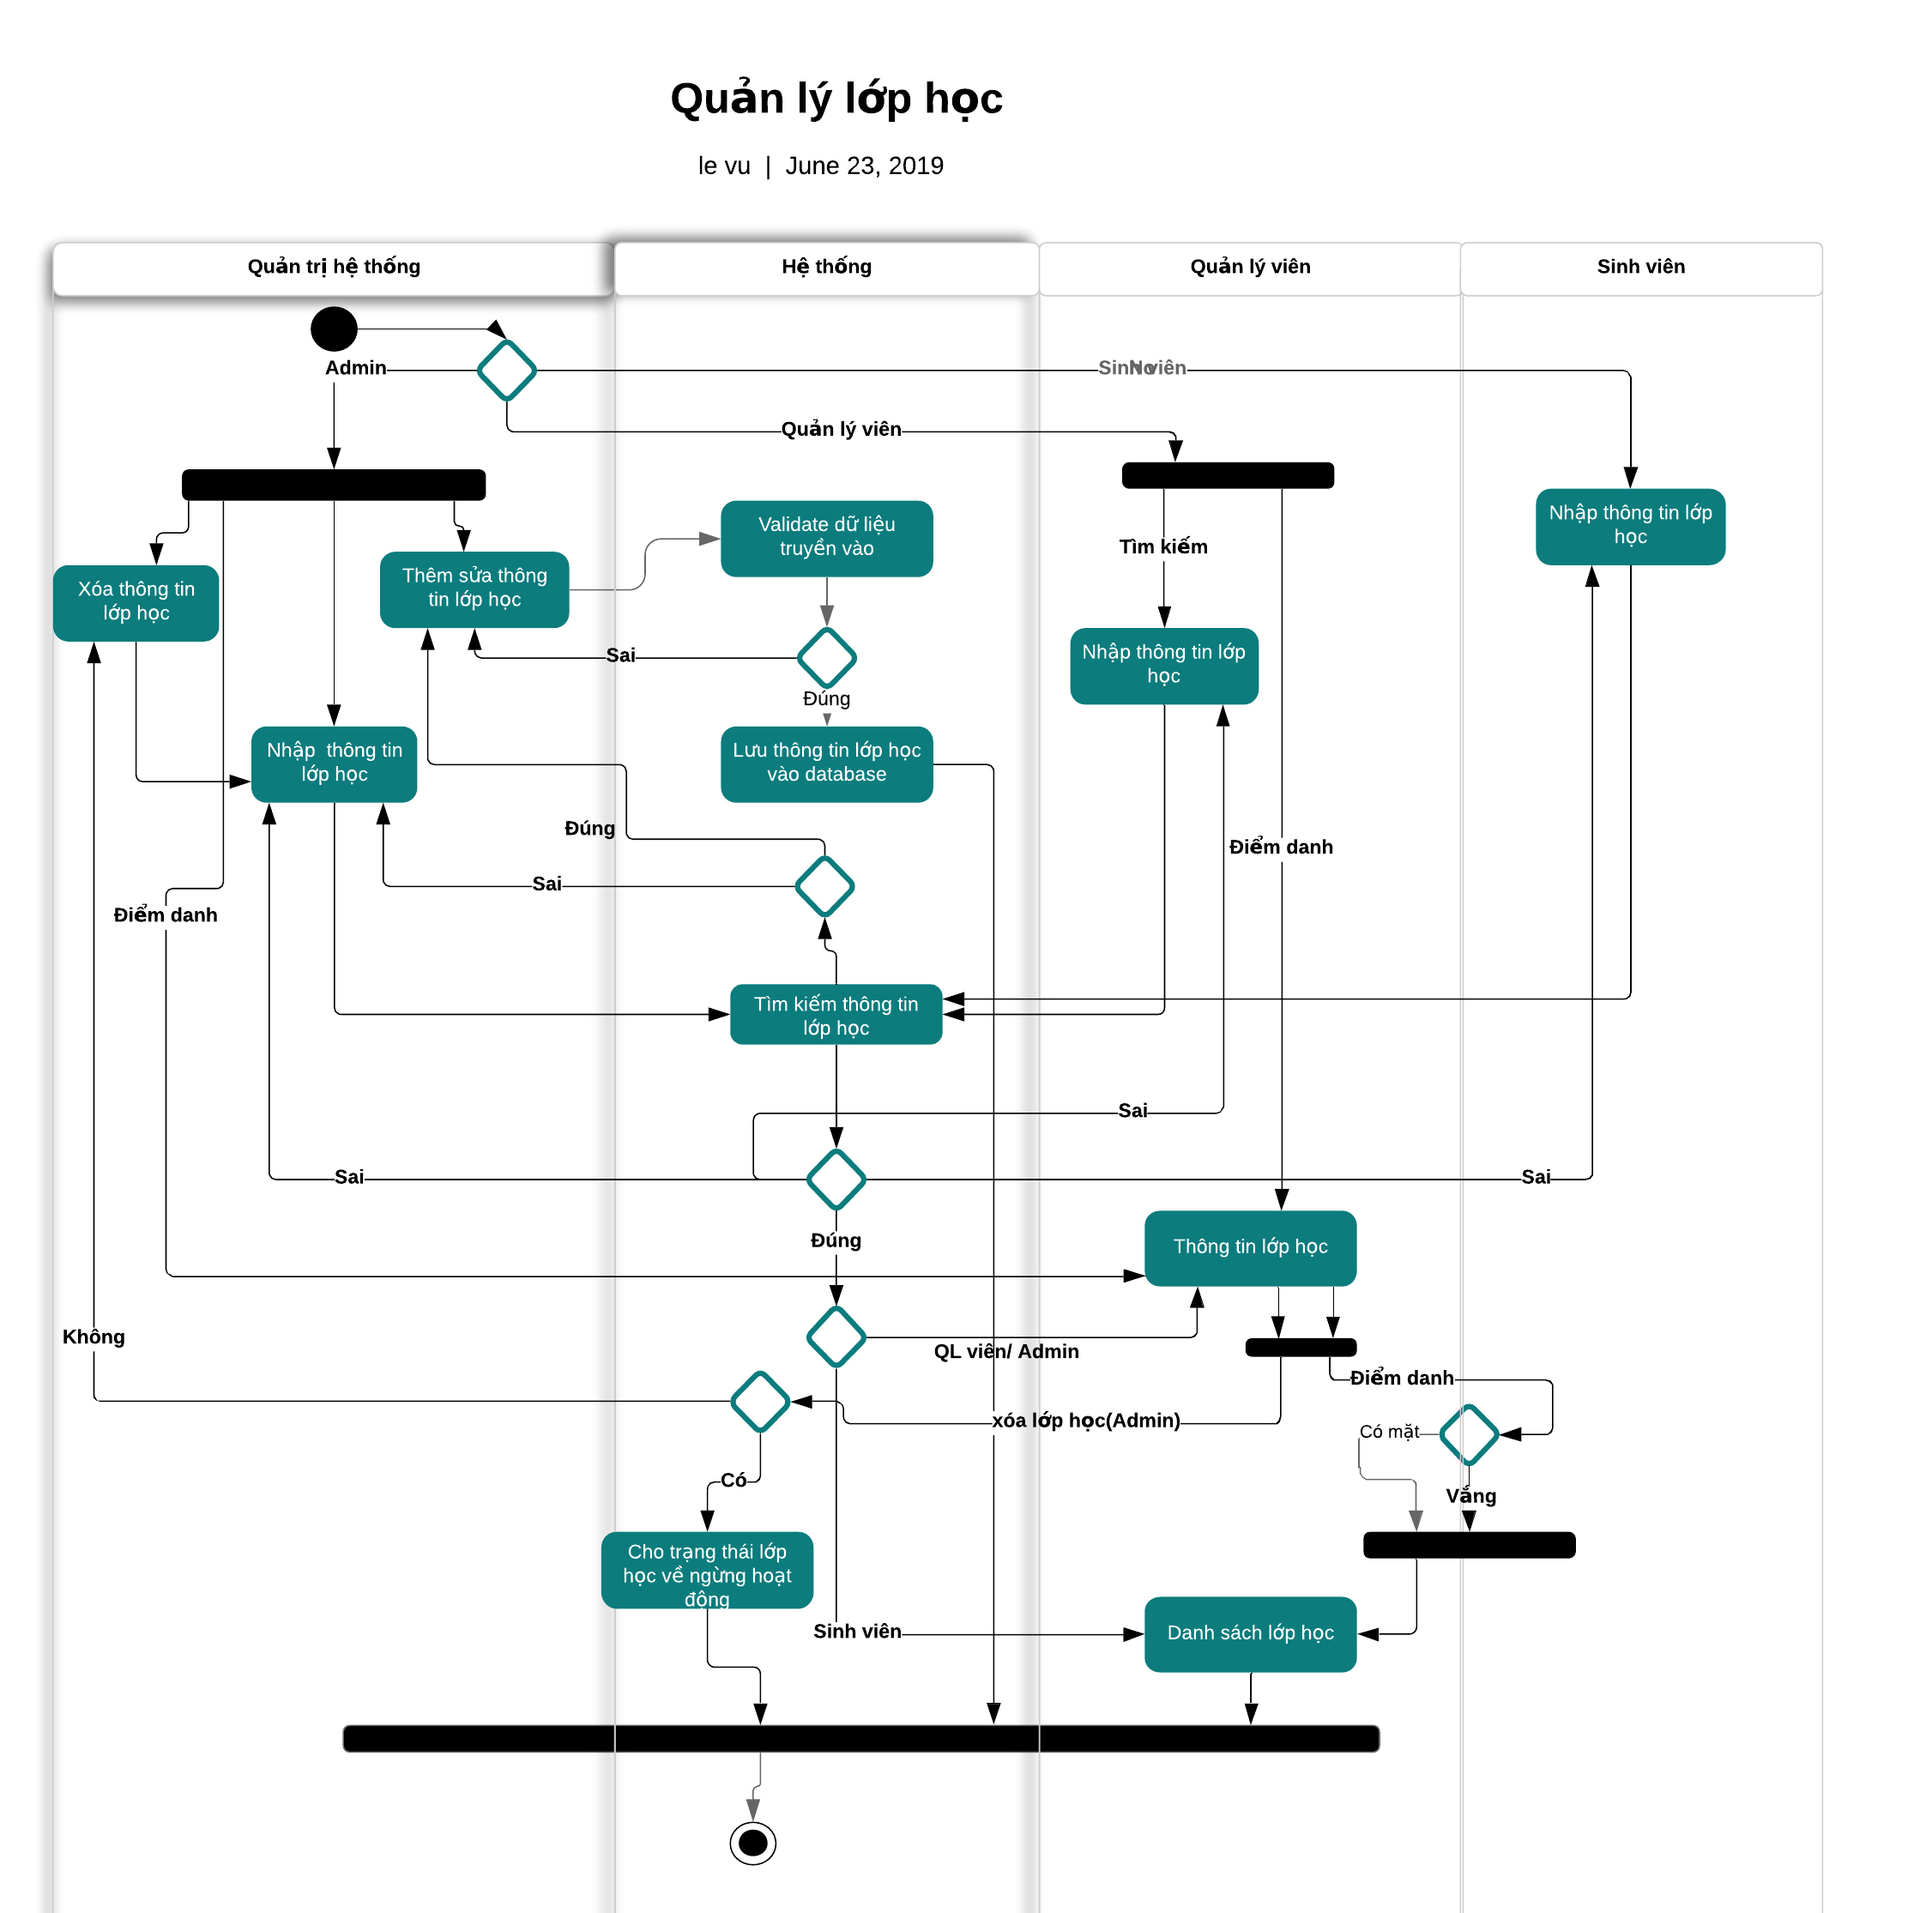 Quản lý lớp học
le vu | June 23, 2019
Quản trị hệ thống
Hệ thống
Quản lý viên
Sinh viên
Admin
Sinh viên
No
Quản lý viên
Validate dữ liệu
truyền vào
Nhập thông tin lớp
học
Tìm kiếm
Thêm sửa thông
tin lớp học
Xóa thông tin
lớp học
Sai
Nhập thông tin lớp
học
Đúng
Nhập thông tin
lớp học
Lưu thông tin lớp học
vào database
Đúng
Điểm danh
Sai
Điểm danh
Tìm kiếm thông tin
lớp học
Sai
Sai
Sai
Đúng
Thông tin lớp học
Không
QL viên/ Admin
Điểm danh
xóa lớp học(Admin)
Có mặt
Có
Vắng
Cho trạng thái lớp
học về ngừng hoạt
động
Sinh viên
Danh sách lớp học